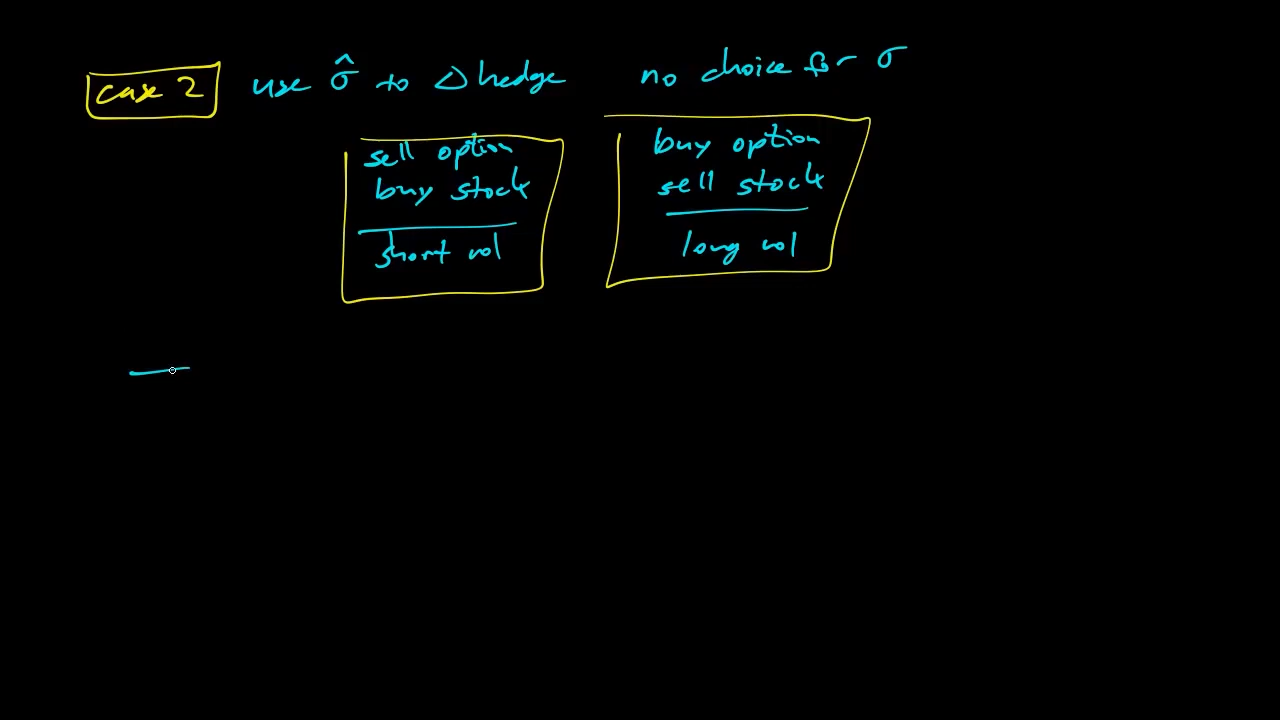 case 2 use σ̂ to Δ hedge no choice for σ
sell option
buy stock
short vol
buy option
sell stock
long vol